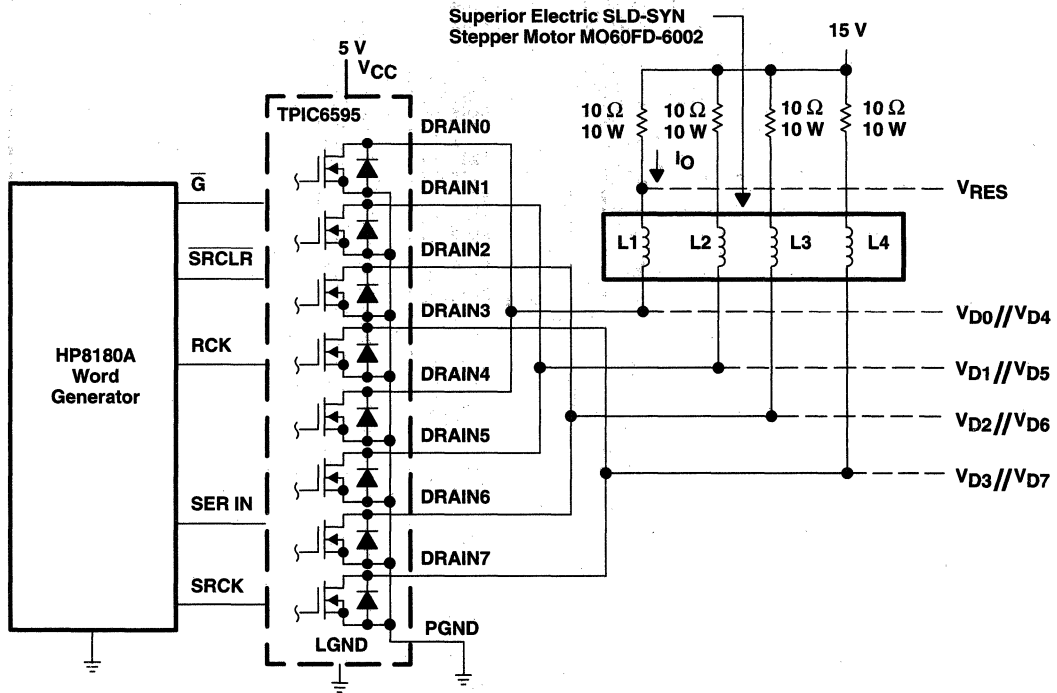 Superior Electric SLD-SYN
Stepper Motor MO60FD-6002
15 V
5 V
VCC
TPIC6595
10 Ω
10 W
10 Ω
10 W
10 Ω
10 W
10 Ω
10 W
IO
VRES
DRAIN0
DRAIN1
DRAIN2
DRAIN3
DRAIN4
DRAIN5
DRAIN6
DRAIN7
G
SRCLR
RCK
SER IN
SRCK
HP8180A
Word
Generator
L1
L2
L3
L4
VD0//VD4
VD1//VD5
VD2//VD6
VD3//VD7
PGND
LGND